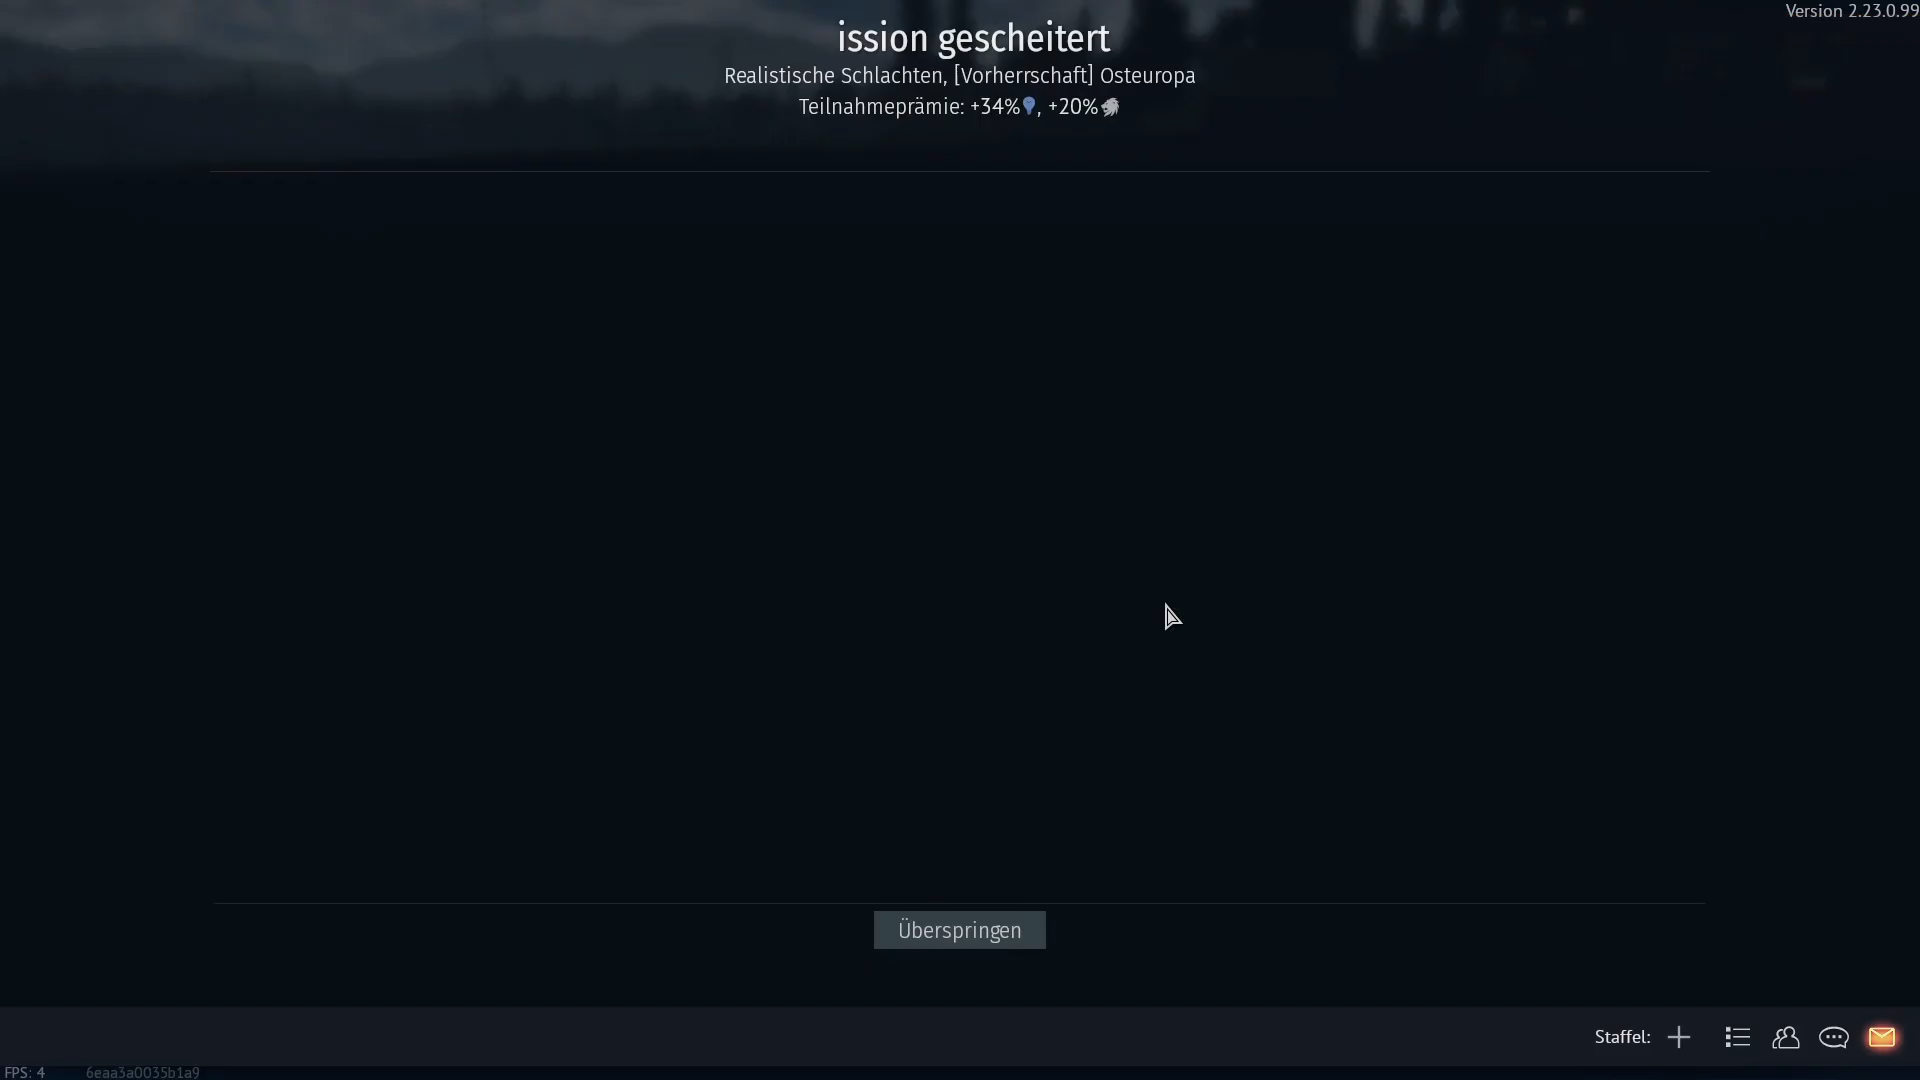 Version 2.23.0.99
ission gescheitert
Realistische Schlachten, [Vorherrschaft] Osteuropa
Teilnahmeprämie: +34%, +20%
Überspringen
Staffel:
FPS: 4 6eaa3a0035b1a9